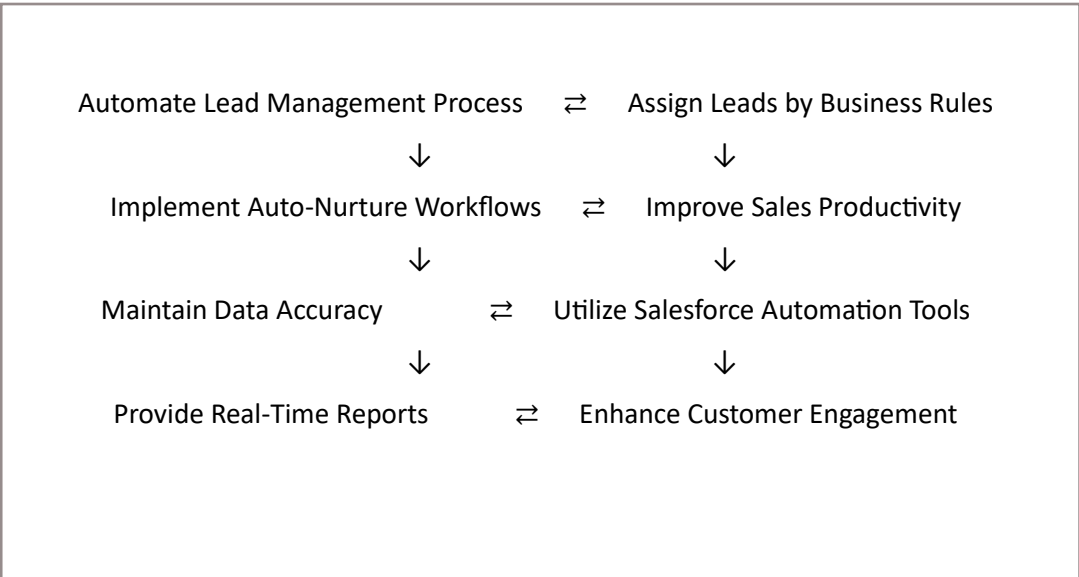 Automate Lead Management Process ⇄ Assign Leads by Business Rules
↓ ↓
Implement Auto-Nurture Workflows ⇄ Improve Sales Productivity
↓ ↓
Maintain Data Accuracy ⇄ Utilize Salesforce Automation Tools
↓ ↓
Provide Real-Time Reports ⇄ Enhance Customer Engagement